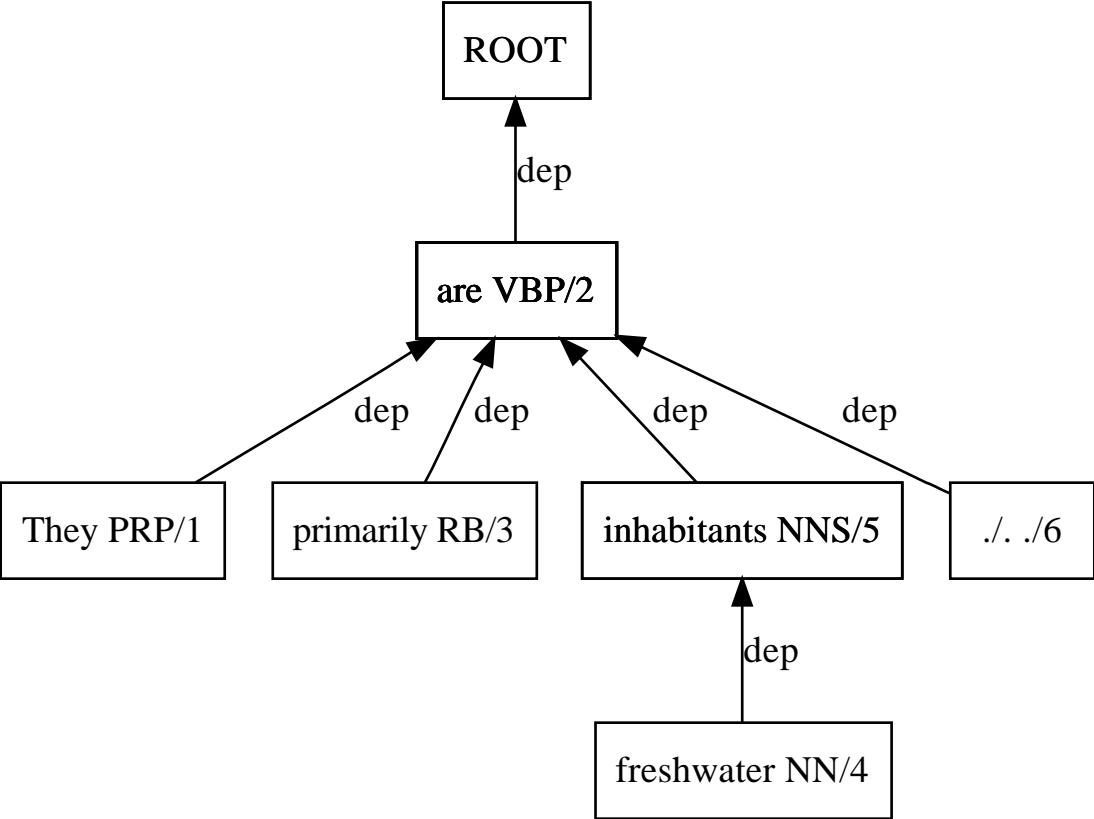 ROOT
dep
are VBP/2
dep dep dep dep
They PRP/1 primarily RB/3 inhabitants NNS/5 ./. ./6
dep
freshwater NN/4